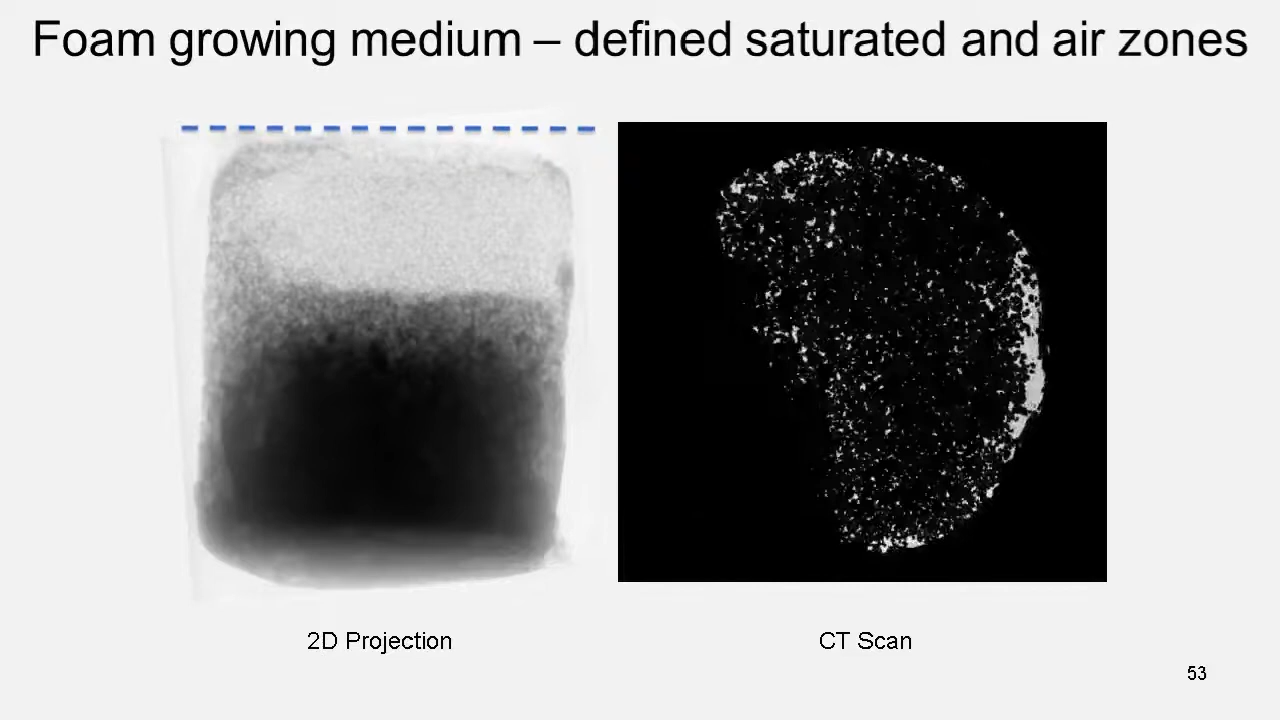 Foam growing medium – defined saturated and air zones
2D Projection
CT Scan
53